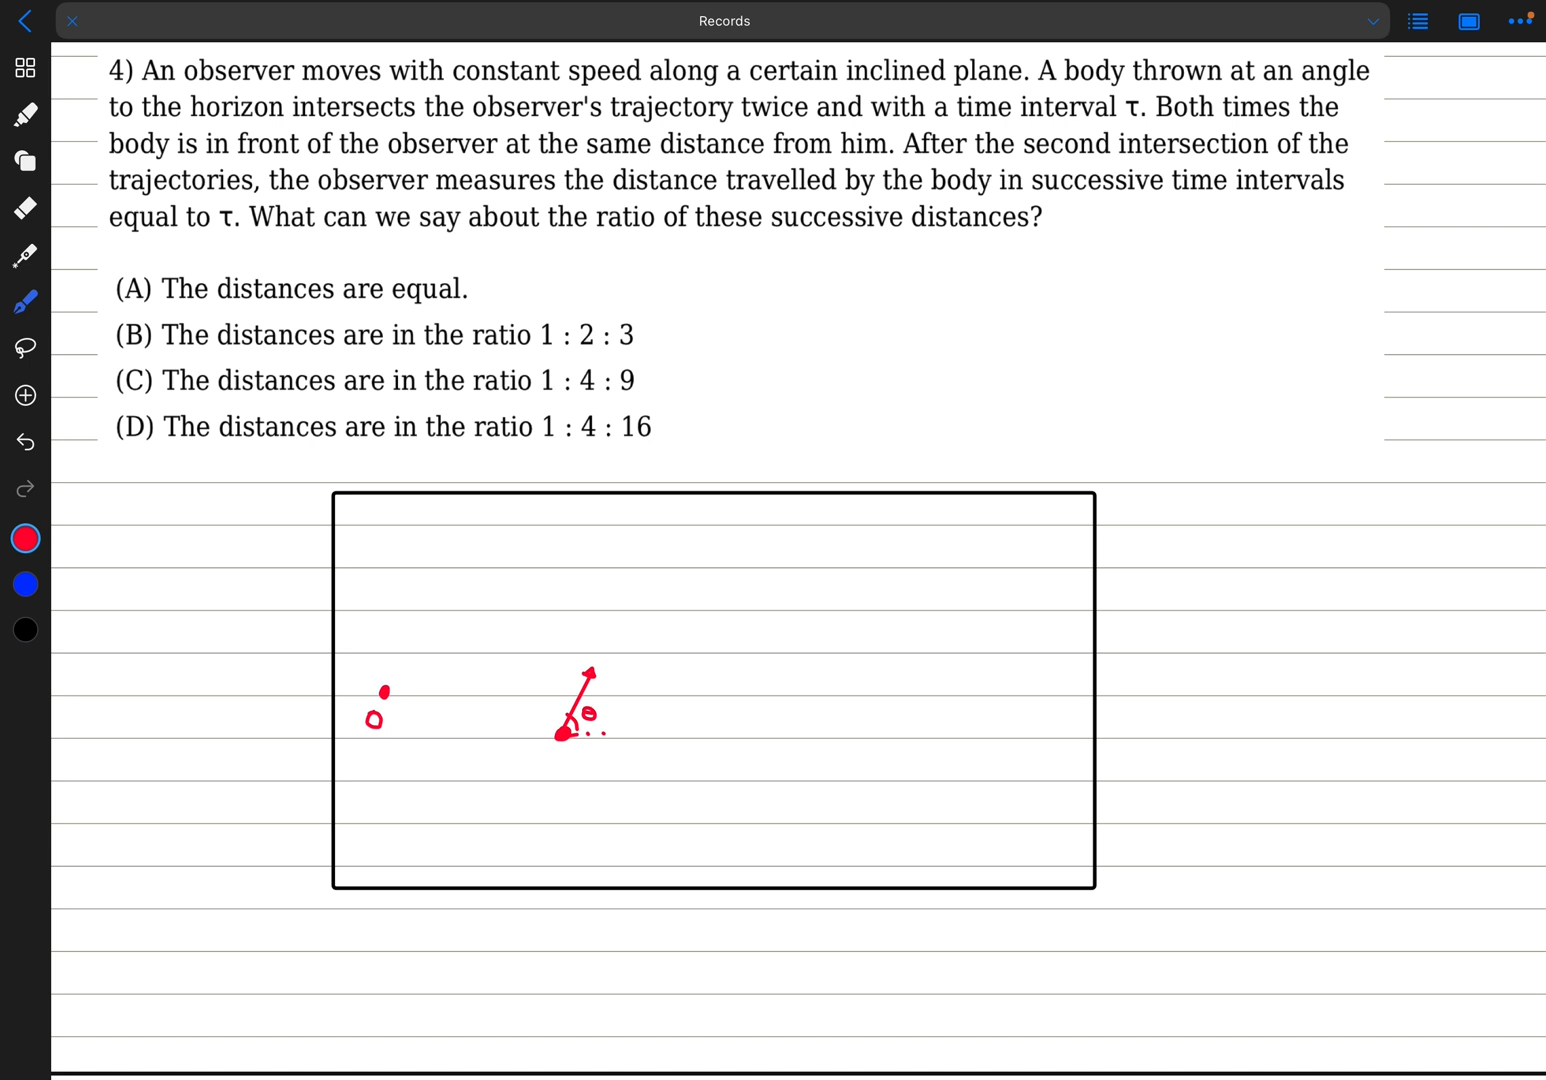 Records
4) An observer moves with constant speed along a certain inclined plane. A body thrown at an angle
to the horizon intersects the observer's trajectory twice and with a time interval τ. Both times the
body is in front of the observer at the same distance from him. After the second intersection of the
trajectories, the observer measures the distance travelled by the body in successive time intervals
equal to τ. What can we say about the ratio of these successive distances?
(A) The distances are equal.
(B) The distances are in the ratio 1 : 2 : 3
(C) The distances are in the ratio 1 : 4 : 9
(D) The distances are in the ratio 1 : 4 : 16
θ
O